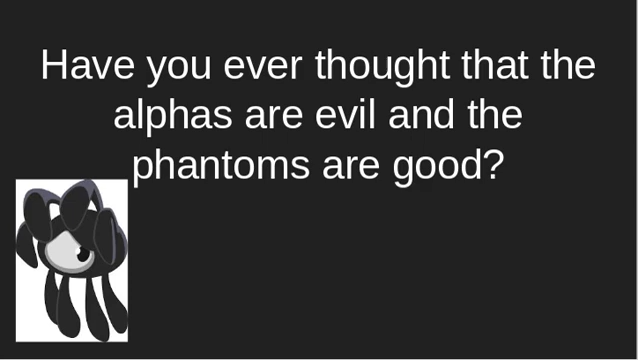 Have you ever thought that the
alphas are evil and the
phantoms are good?